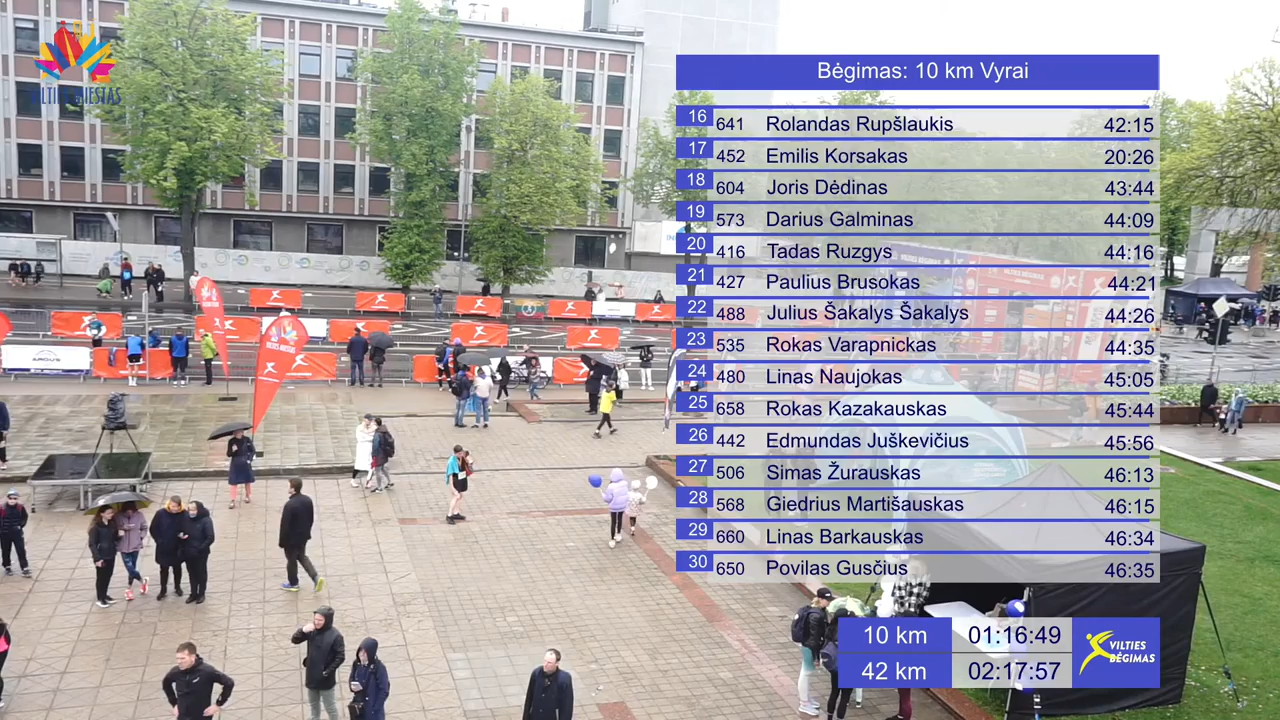 VILTIES MIESTAS
Bėgimas: 10 km Vyrai
16 641 Rolandas Rupšlaukis 42:15
17 452 Emilis Korsakas 20:26
18 604 Joris Dėdinas 43:44
19 573 Darius Galminas 44:09
20 416 Tadas Ruzgys 44:16
21 427 Paulius Brusokas 44:21
22 488 Julius Šakalys Šakalys 44:26
23 535 Rokas Varapnickas 44:35
24 480 Linas Naujokas 45:05
25 658 Rokas Kazakauskas 45:44
26 442 Edmundas Juškevičius 45:56
27 506 Simas Žurauskas 46:13
28 568 Giedrius Martišauskas 46:15
29 660 Linas Barkauskas 46:34
30 650 Povilas Gusčius 46:35
10 km 01:16:49
42 km 02:17:57
VILTIES
BĖGIMAS